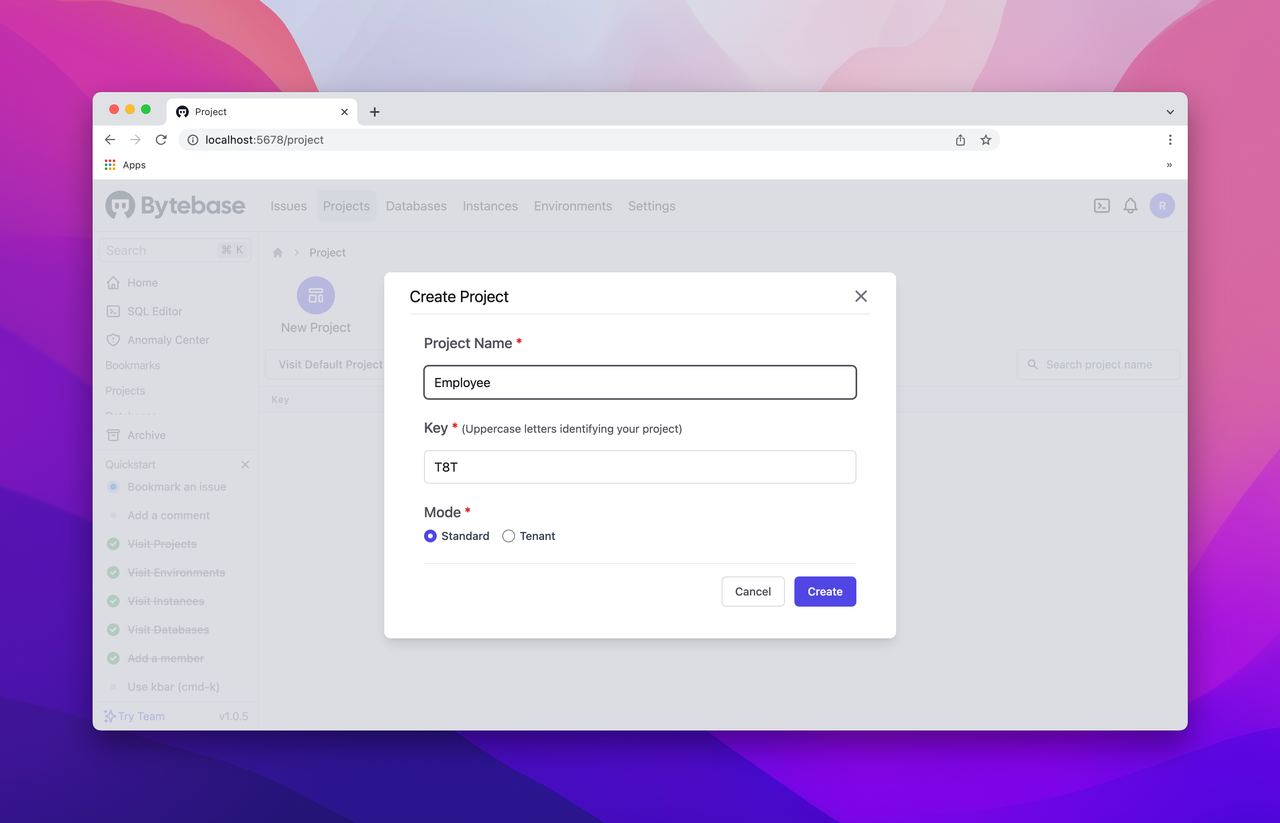 Project
localhost:5678/project
Apps
»
Bytebase
Issues Projects Databases Instances Environments Settings
R
Search ⌘ K
Home
SQL Editor
Anomaly Center
Bookmarks
Projects
Archive
Quickstart
Bookmark an issue
Add a comment
Visit Projects
Visit Environments
Visit Instances
Visit Databases
Add a member
Use kbar (cmd-k)
Try Team v1.0.5
Project
New Project
Visit Default Project
Search project name
Key
Create Project
Project Name *
Employee
Key * (Uppercase letters identifying your project)
T8T
Mode *
Standard Tenant
Cancel Create